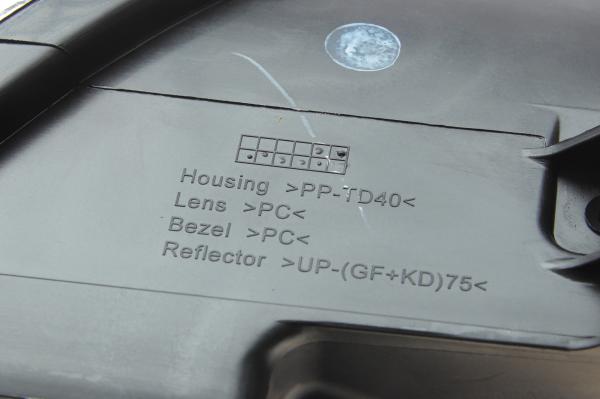 Housing >PP-TD40<
Lens >PC<
Bezel >PC<
Reflector >UP-(GF+KD)75<